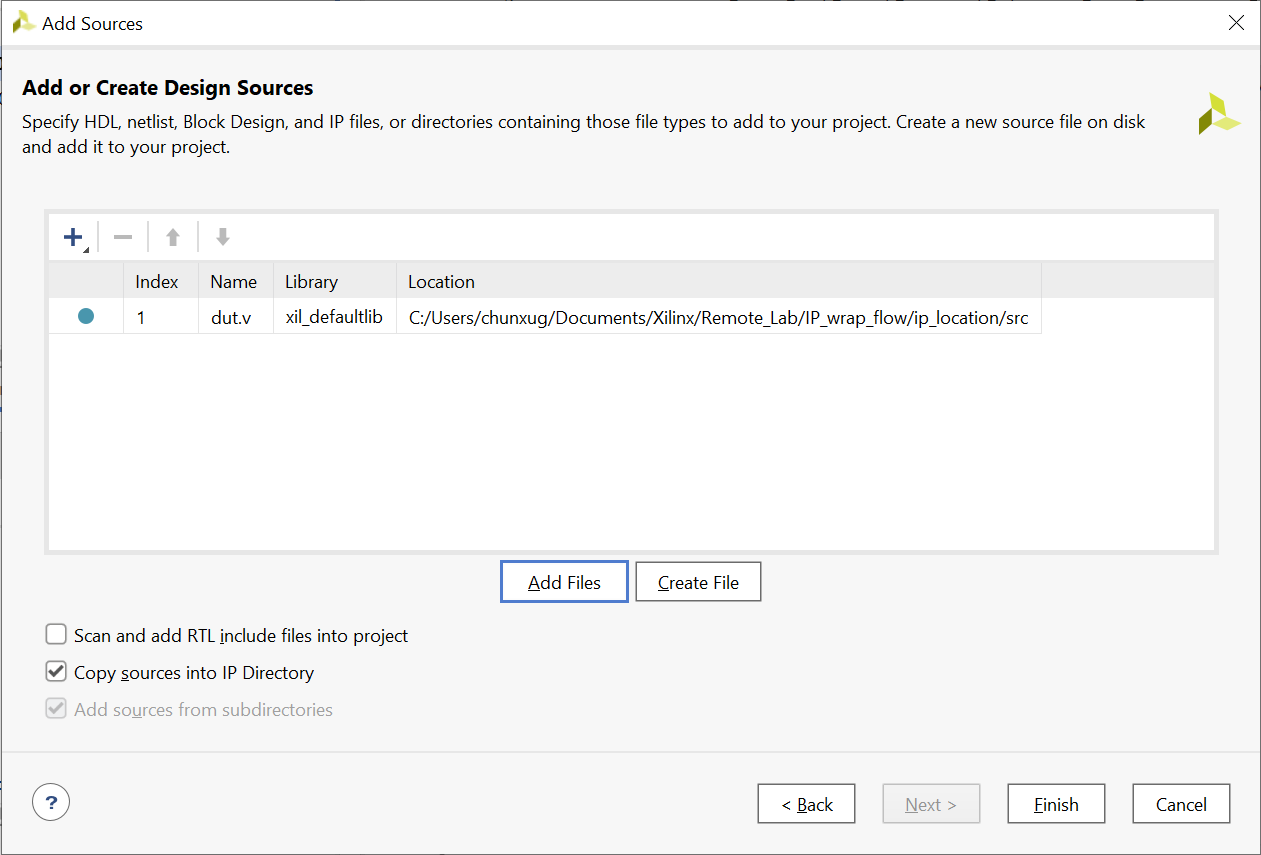 Add Sources
Add or Create Design Sources
Specify HDL, netlist, Block Design, and IP files, or directories containing those file types to add to your project. Create a new source file on disk
and add it to your project.
Index Name Library Location
1 dut.v xil_defaultlib C:/Users/chunxug/Documents/Xilinx/Remote_Lab/IP_wrap_flow/ip_location/src
Add Files Create File
Scan and add RTL include files into project
Copy sources into IP Directory
Add sources from subdirectories
? < Back Next > Finish Cancel